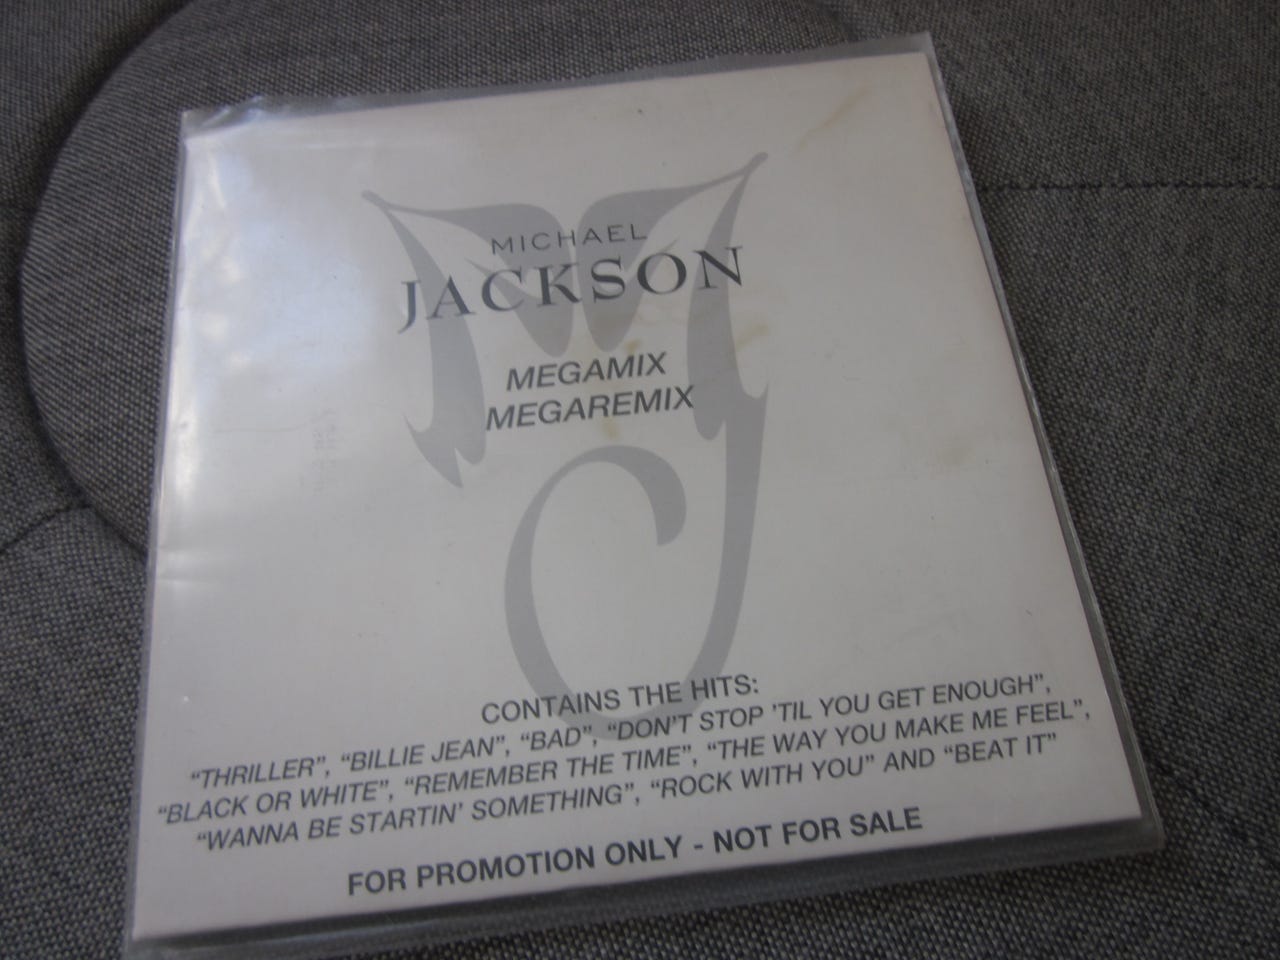 MICHAEL
JACKSON
MEGAMIX
MEGAREMIX
CONTAINS THE HITS:
"THRILLER", "BILLIE JEAN", "BAD", "DON'T STOP 'TIL YOU GET ENOUGH",
"BLACK OR WHITE", "REMEMBER THE TIME", "THE WAY YOU MAKE ME FEEL",
"WANNA BE STARTIN' SOMETHING", "ROCK WITH YOU" AND "BEAT IT"
FOR PROMOTION ONLY - NOT FOR SALE